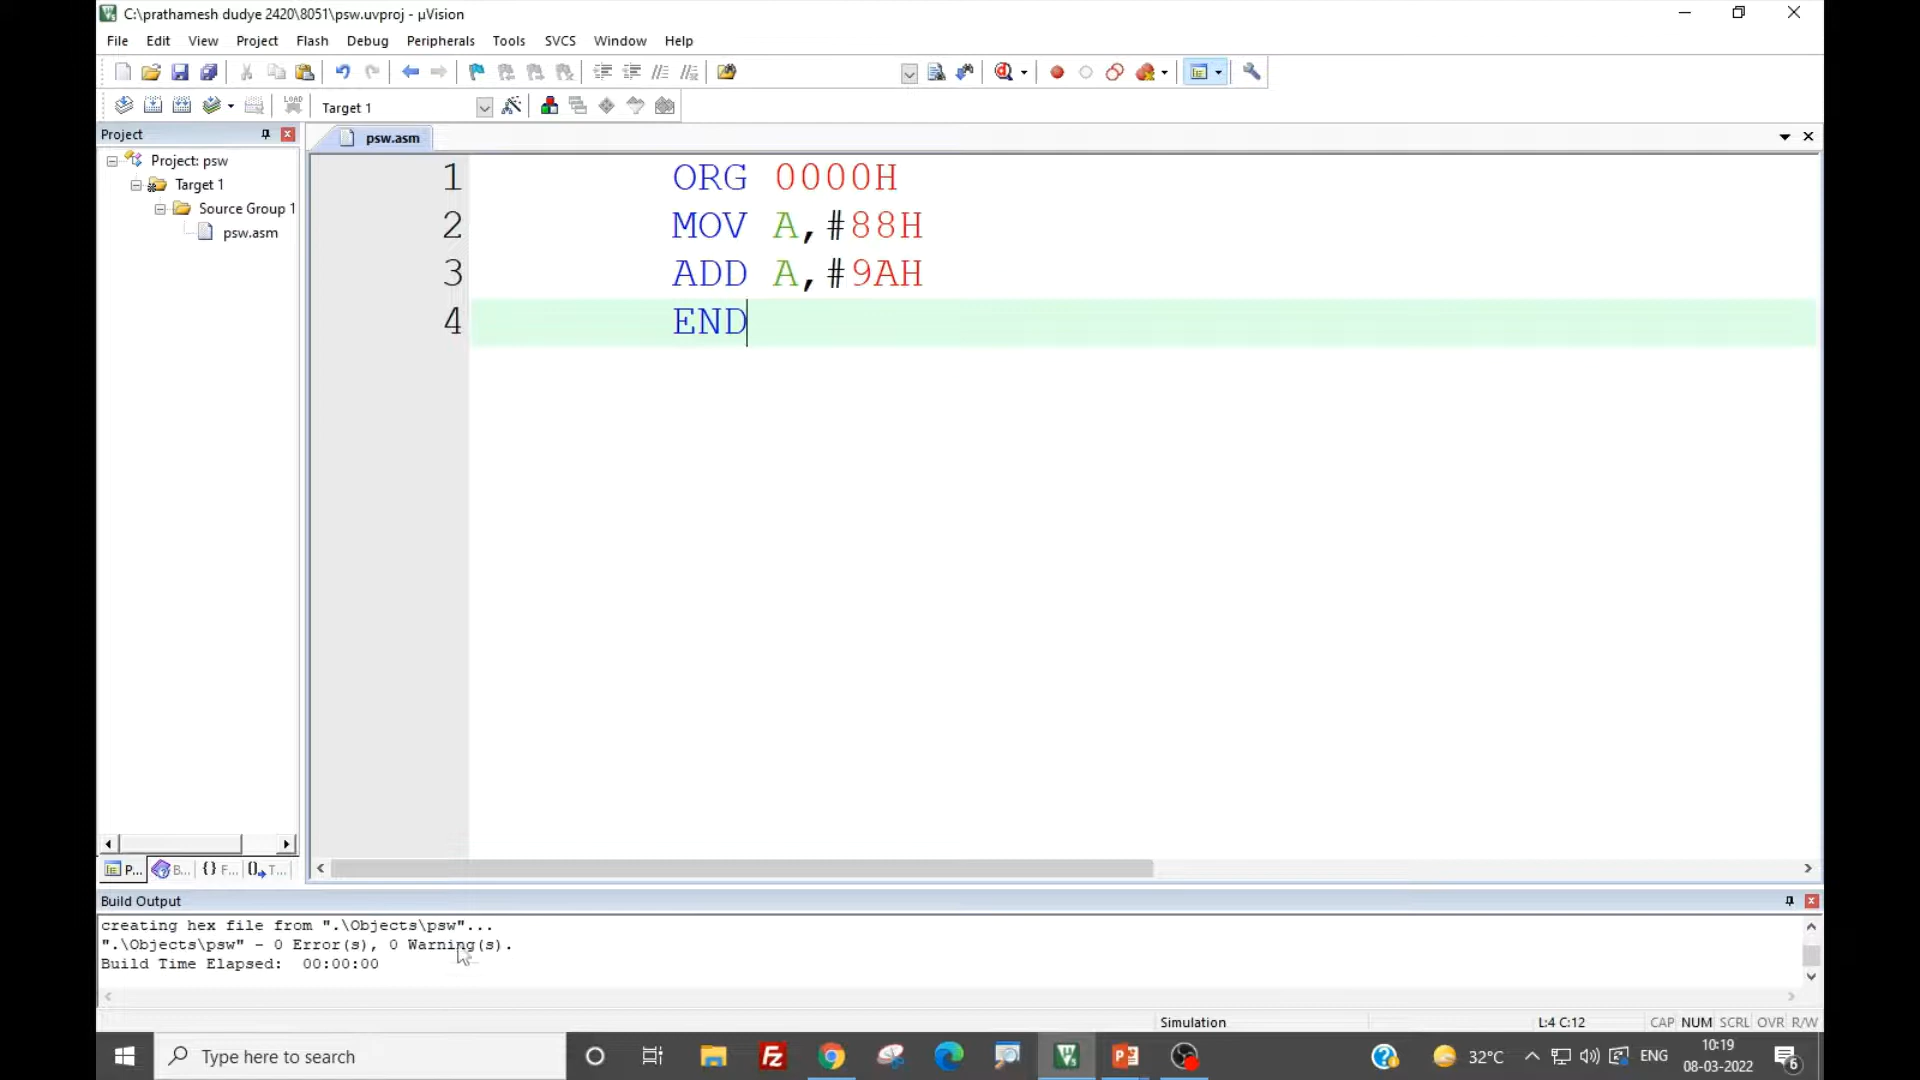 C:\prathamesh dudye 2420\8051\psw.uvproj - µVision
File Edit View Project Flash Debug Peripherals Tools SVCS Window Help
LOAD Target 1
Project
psw.asm
Project: psw
Target 1
Source Group 1
psw.asm
1 ORG 0000H
2 MOV A,#88H
3 ADD A,#9AH
4 END
P... B... {} F... T...
Build Output
creating hex file from ".\Objects\psw"...
".\Objects\psw" - 0 Error(s), 0 Warning(s).
Build Time Elapsed: 00:00:00
Simulation L:4 C:12 CAP NUM SCRL OVR R/W
Type here to search
32°C ENG
10:19
08-03-2022
6